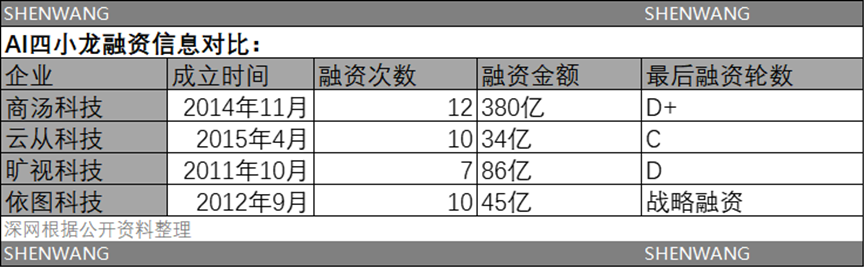 SHENWANG SHENWANG
AI四小龙融资信息对比：
企业 成立时间 融资次数 融资金额 最后融资轮数
商汤科技 2014年11月 12 380亿 D+
云从科技 2015年4月 10 34亿 C
旷视科技 2011年10月 7 86亿 D
依图科技 2012年9月 10 45亿 战略融资
深网根据公开资料整理
SHENWANG SHENWANG